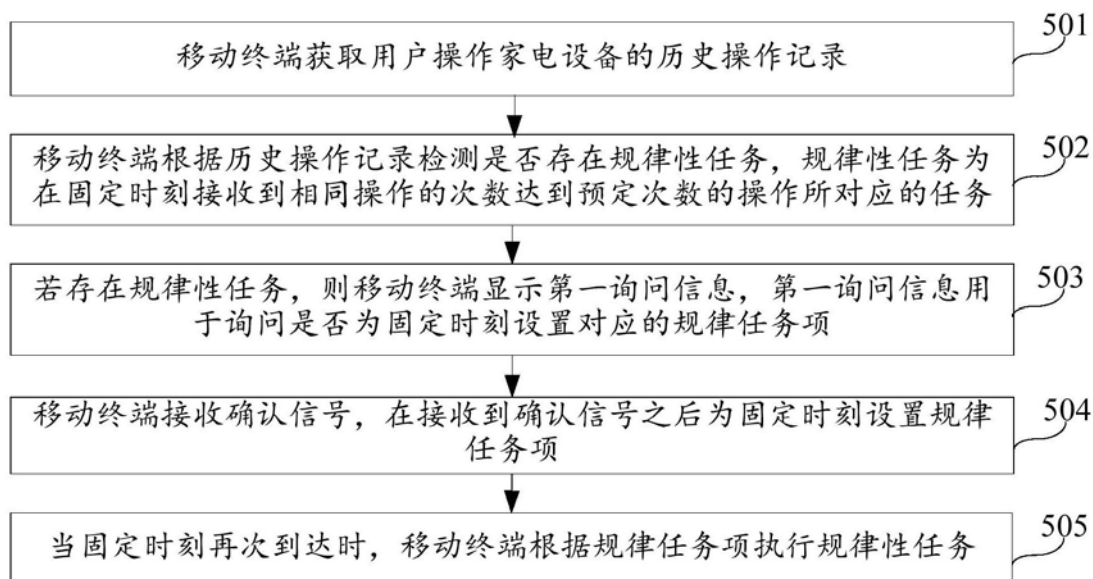 移动终端获取用户操作家电设备的历史操作记录
501
移动终端根据历史操作记录检测是否存在规律性任务，规律性任务为
在固定时刻接收到相同操作的次数达到预定次数的操作所对应的任务
502
若存在规律性任务，则移动终端显示第一询问信息，第一询问信息用
于询问是否为固定时刻设置对应的规律任务项
503
移动终端接收确认信号，在接收到确认信号之后为固定时刻设置规律
任务项
504
当固定时刻再次到达时，移动终端根据规律任务项执行规律性任务
505